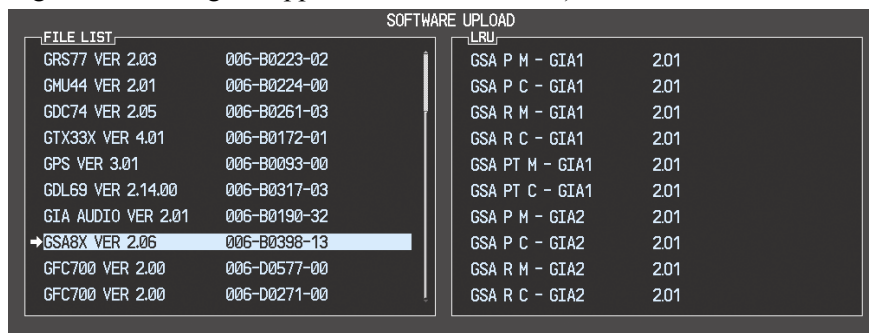 SOFTWARE UPLOAD
FILE LIST
GRS77 VER 2.03 006-B0223-02
GMU44 VER 2.01 006-B0224-00
GDC74 VER 2.05 006-B0261-03
GTX33X VER 4.01 006-B0172-01
GPS VER 3.01 006-B0093-00
GDL69 VER 2.14.00 006-B0317-03
GIA AUDIO VER 2.01 006-B0190-32
GSA8X VER 2.06 006-B0398-13
GFC700 VER 2.00 006-D0577-00
GFC700 VER 2.00 006-D0271-00
LRU
GSA P M - GIA1 2.01
GSA P C - GIA1 2.01
GSA R M - GIA1 2.01
GSA R C - GIA1 2.01
GSA PT M - GIA1 2.01
GSA PT C - GIA1 2.01
GSA P M - GIA2 2.01
GSA P C - GIA2 2.01
GSA R M - GIA2 2.01
GSA R C - GIA2 2.01